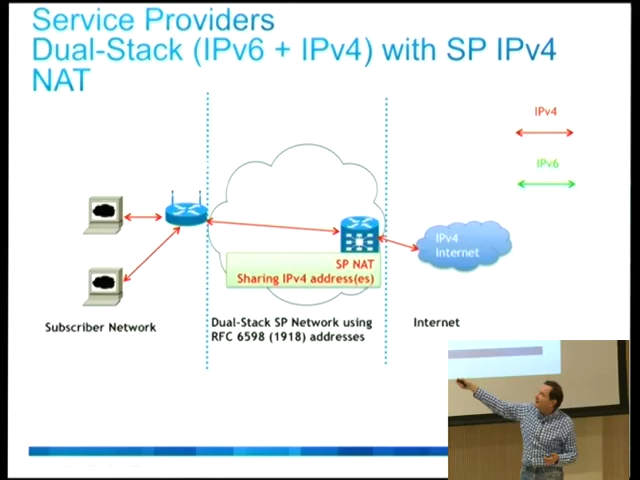 Service Providers
Dual-Stack (IPv6 + IPv4) with SP IPv4
NAT
IPv4
IPv6
IPv4
Internet
SP NAT
Sharing IPv4 address(es)
Subscriber Network
Dual-Stack SP Network using
RFC 6598 (1918) addresses
Internet